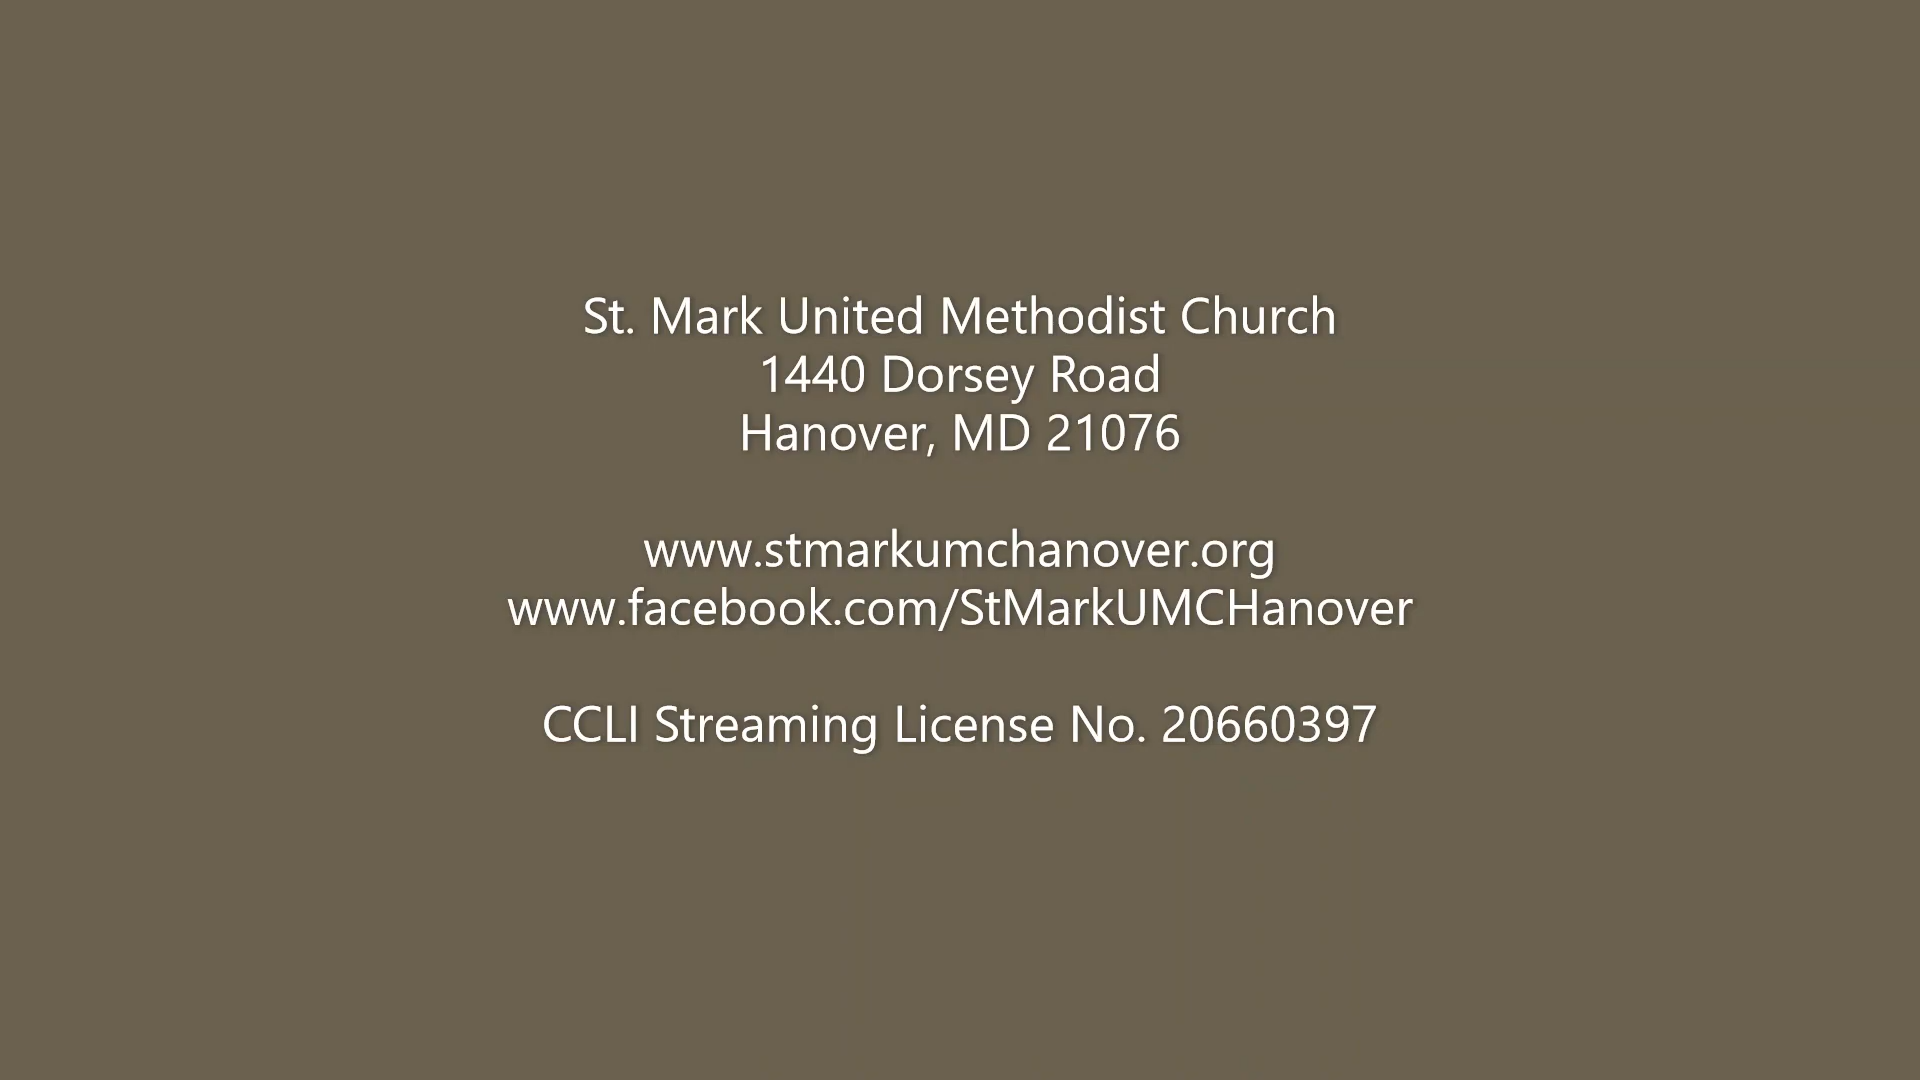 St. Mark United Methodist Church
1440 Dorsey Road
Hanover, MD 21076
www.stmarkumchanover.org
www.facebook.com/StMarkUMCHanover
CCLI Streaming License No. 20660397